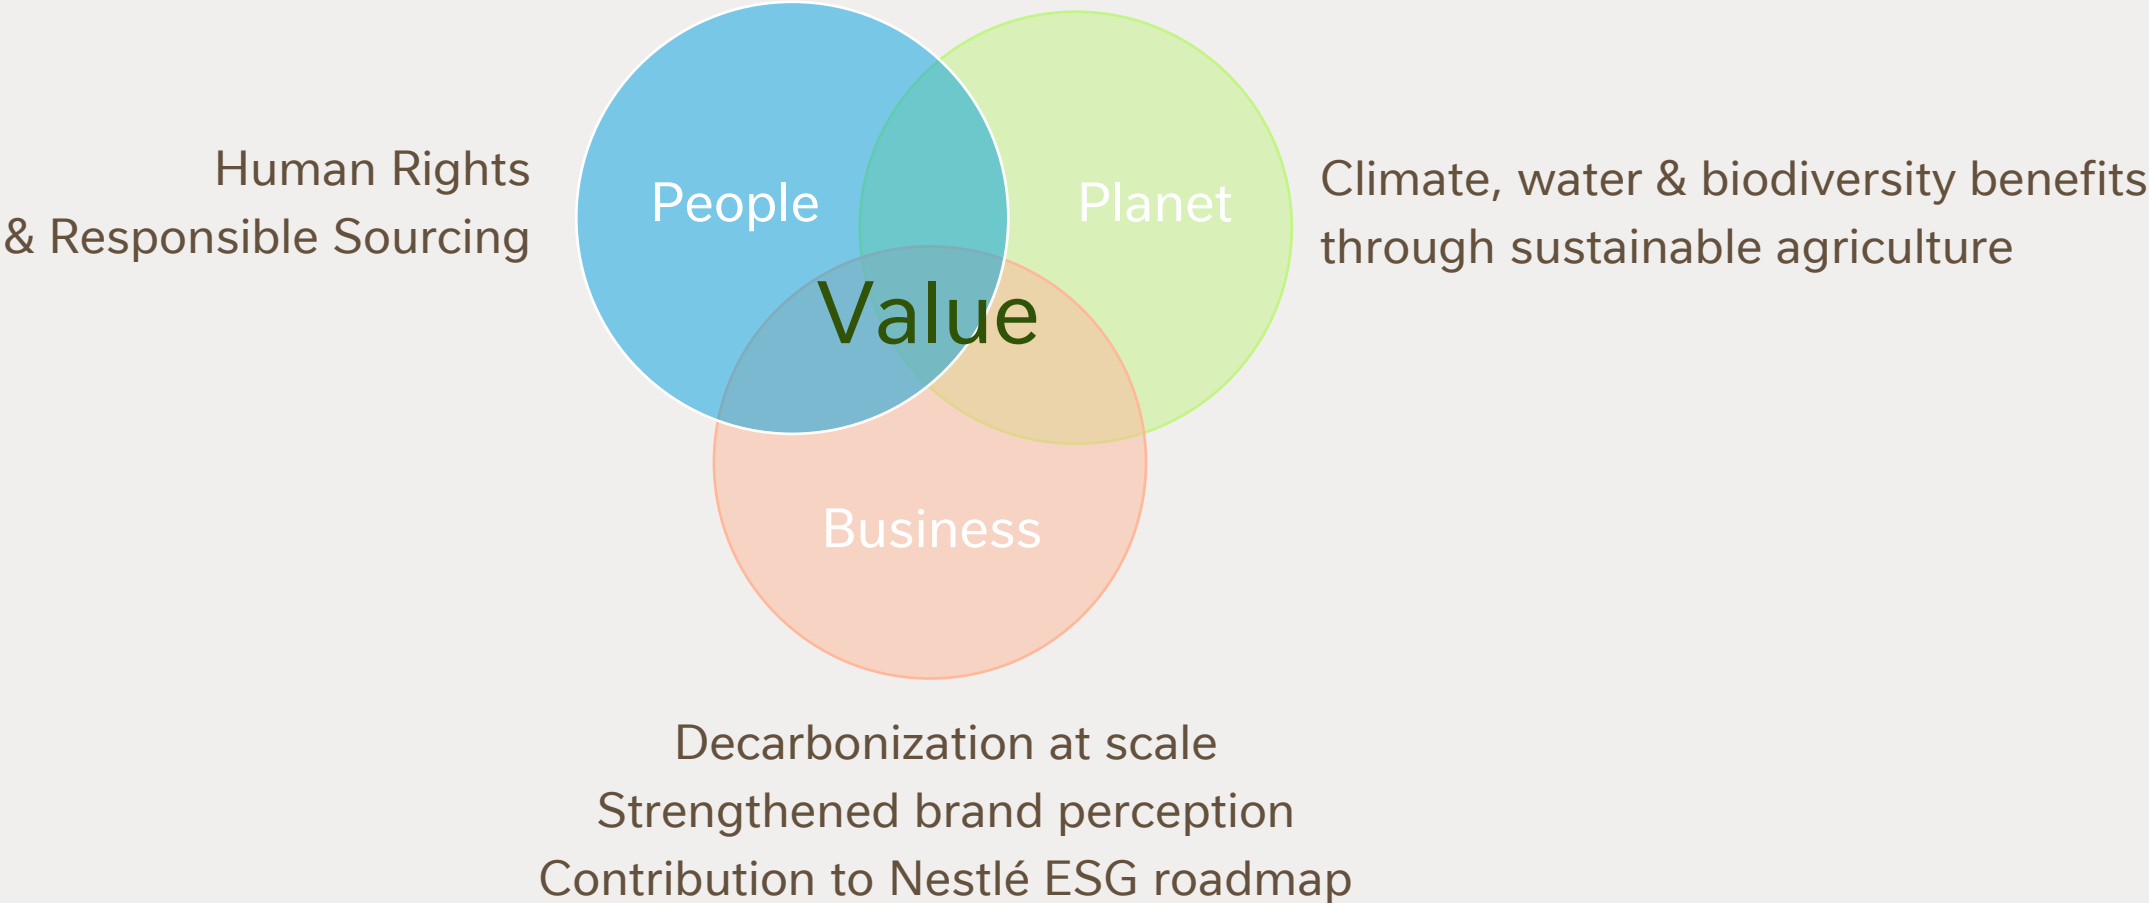 Human Rights
& Responsible Sourcing
People
Planet
Climate, water & biodiversity benefits
through sustainable agriculture
Value
Business
Decarbonization at scale
Strengthened brand perception
Contribution to Nestlé ESG roadmap